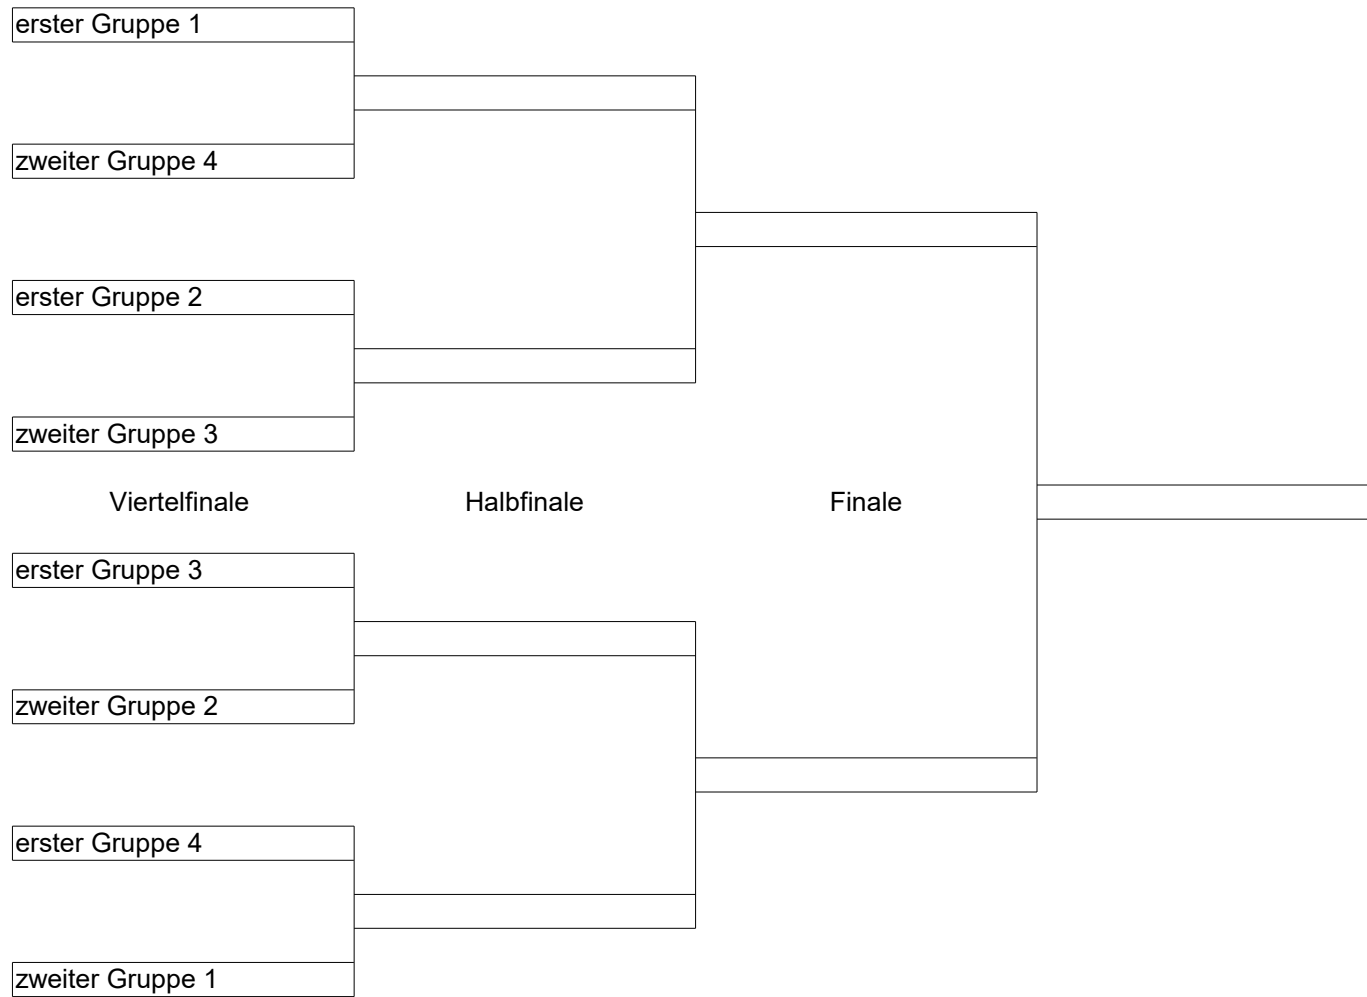 erster Gruppe 1
zweiter Gruppe 4
erster Gruppe 2
zweiter Gruppe 3
Viertelfinale Halbfinale Finale
erster Gruppe 3
zweiter Gruppe 2
erster Gruppe 4
zweiter Gruppe 1